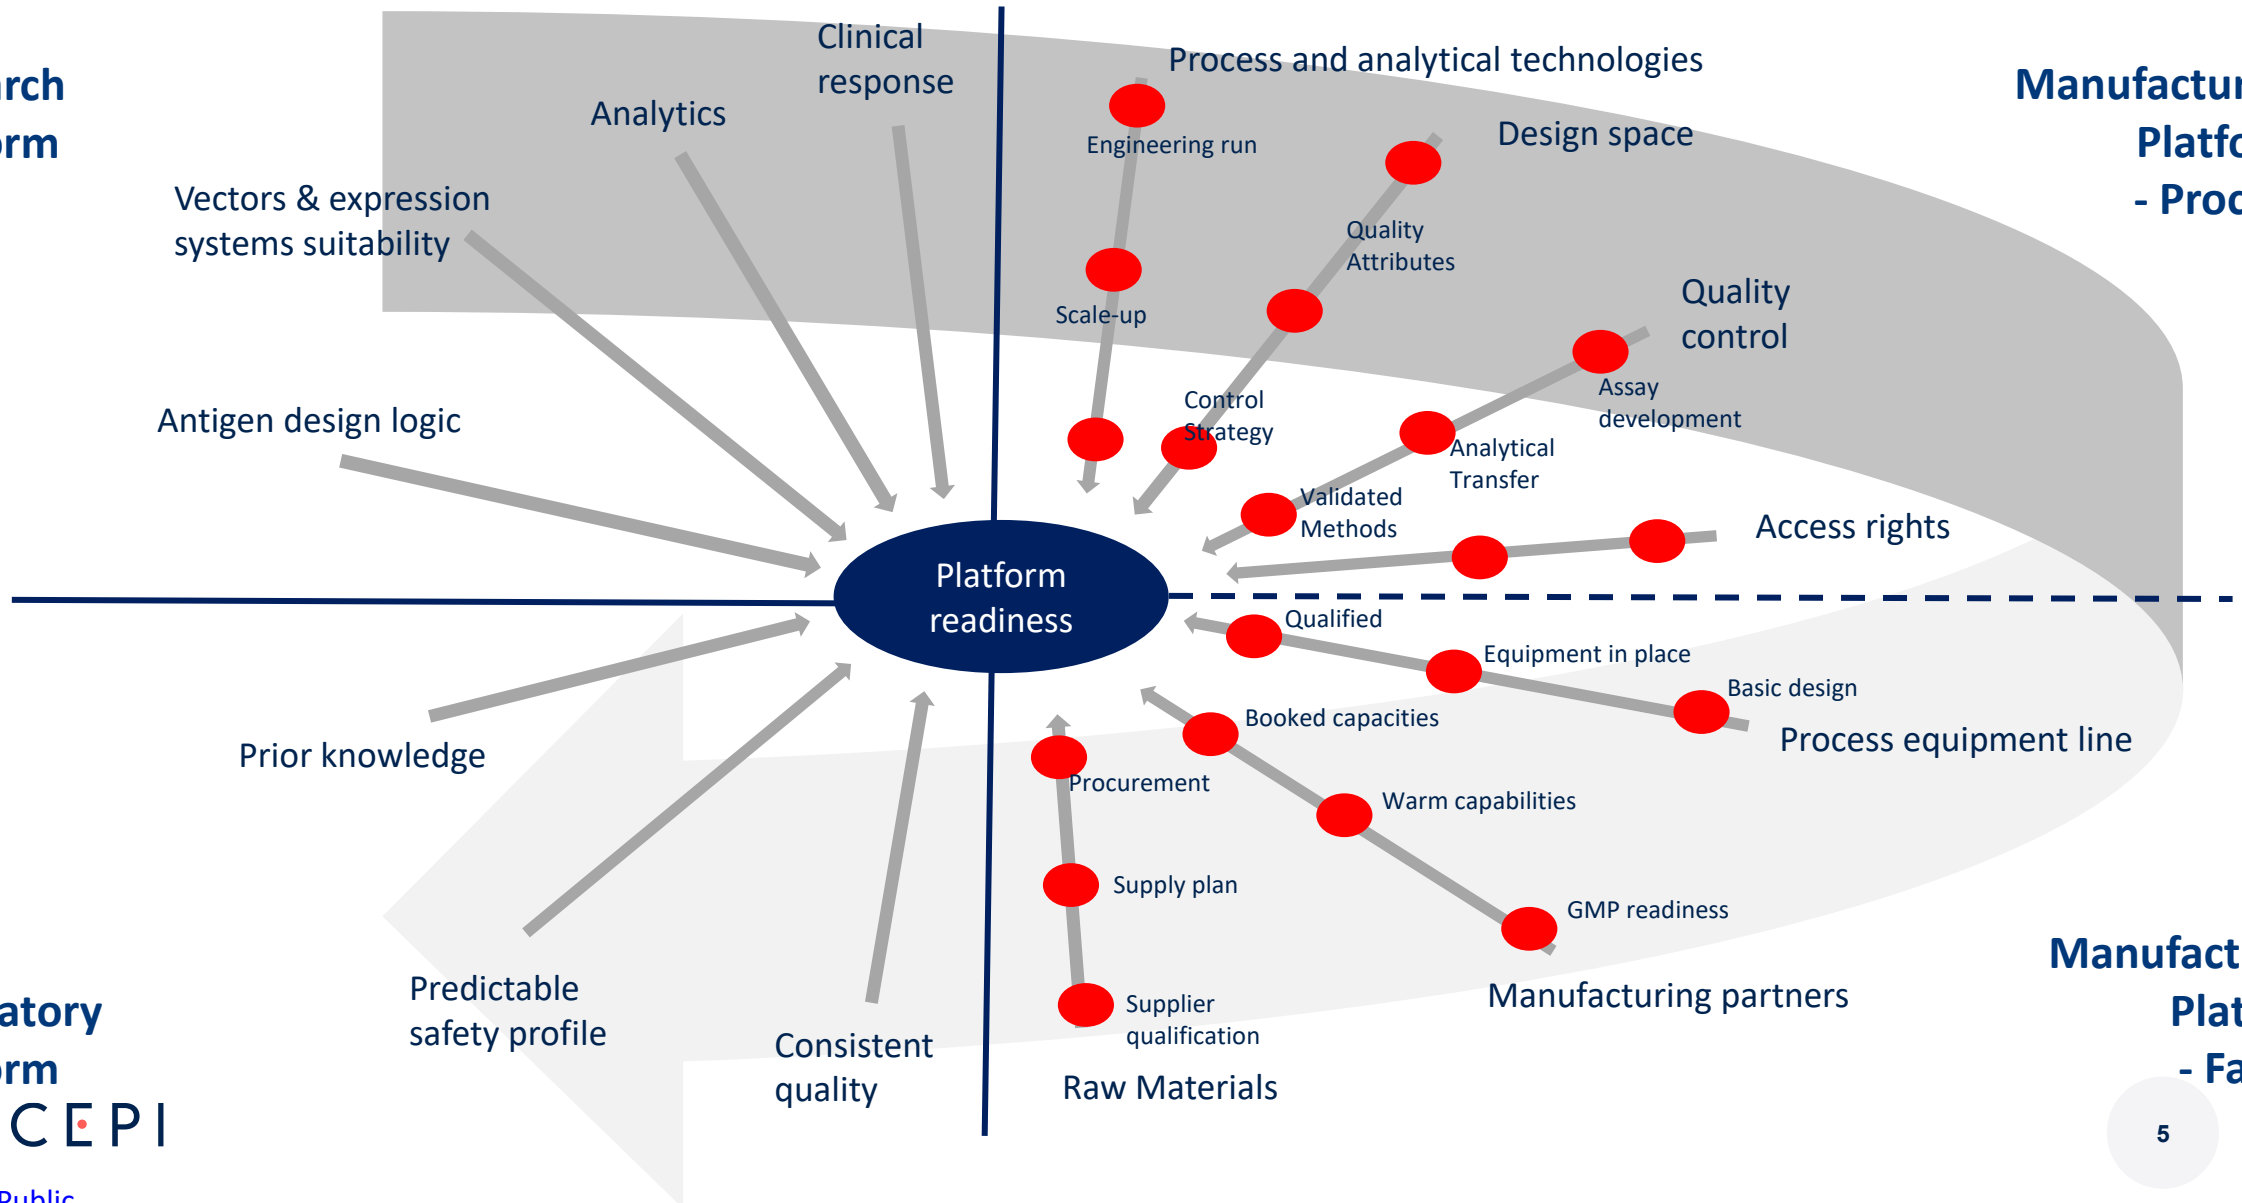 Clinical
response
Process and analytical technologies
Manufactur
Platfo
- Proc
arch
orm
Analytics
Engineering run
Design space
Vectors & expression
systems suitability
Quality
Attributes
Scale-up
Quality
control
Antigen design logic
Control
Strategy
Assay
development
Analytical
Transfer
Validated
Methods
Access rights
Platform
readiness
Qualified
Equipment in place
Basic design
Process equipment line
Prior knowledge
Booked capacities
Procurement
Warm capabilities
Supply plan
GMP readiness
Manufacturing partners
Predictable
safety profile
Supplier
qualification
Consistent
quality
Raw Materials
Manufact
Plat
- Fa
atory
orm
CEPI
5
Public